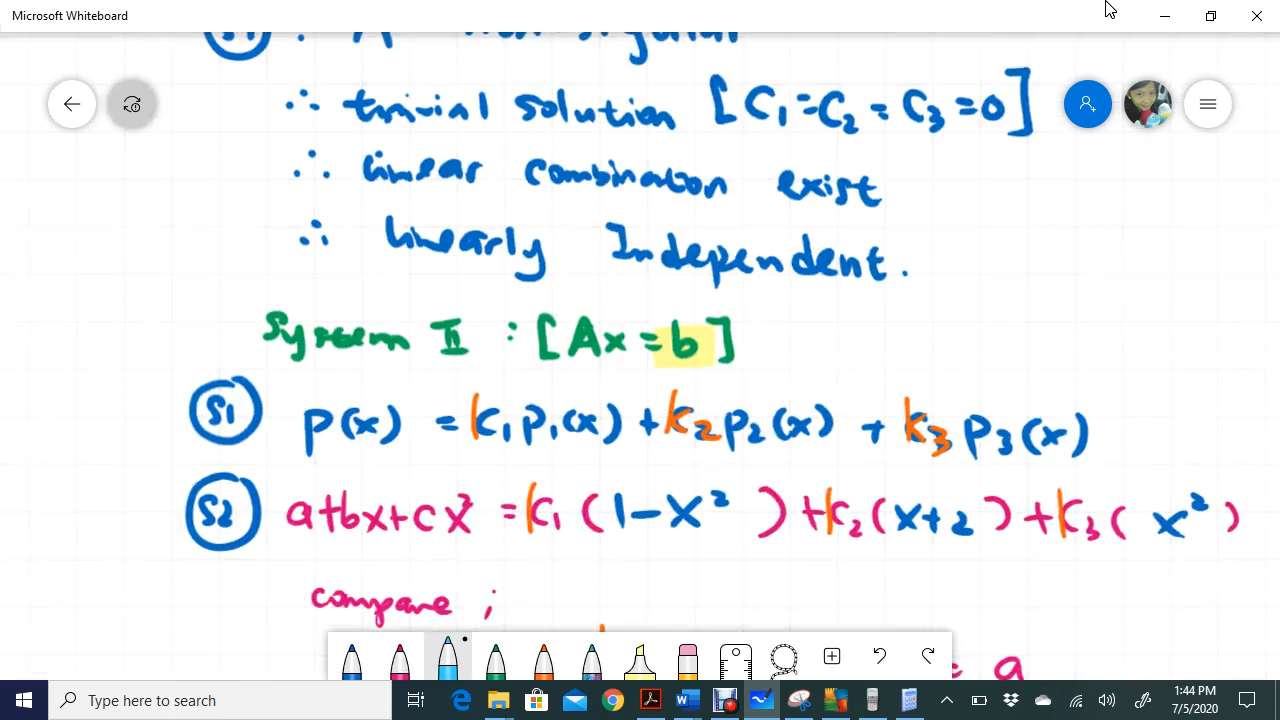 Microsoft Whiteboard
∴ trivial solution [C₁=C₂=C₃=0]
∴ linear combination exist
∴ linearly Independent.
System II : [Ax=b]
S1 p(x) = k₁p₁(x) + k₂p₂(x) + k₃p₃(x)
S2 a+bx+cx² = k₁(1-x²) + k₂(x+2) + k₃(x²)
compare ;
= a
Type here to search
1:44 PM
7/5/2020